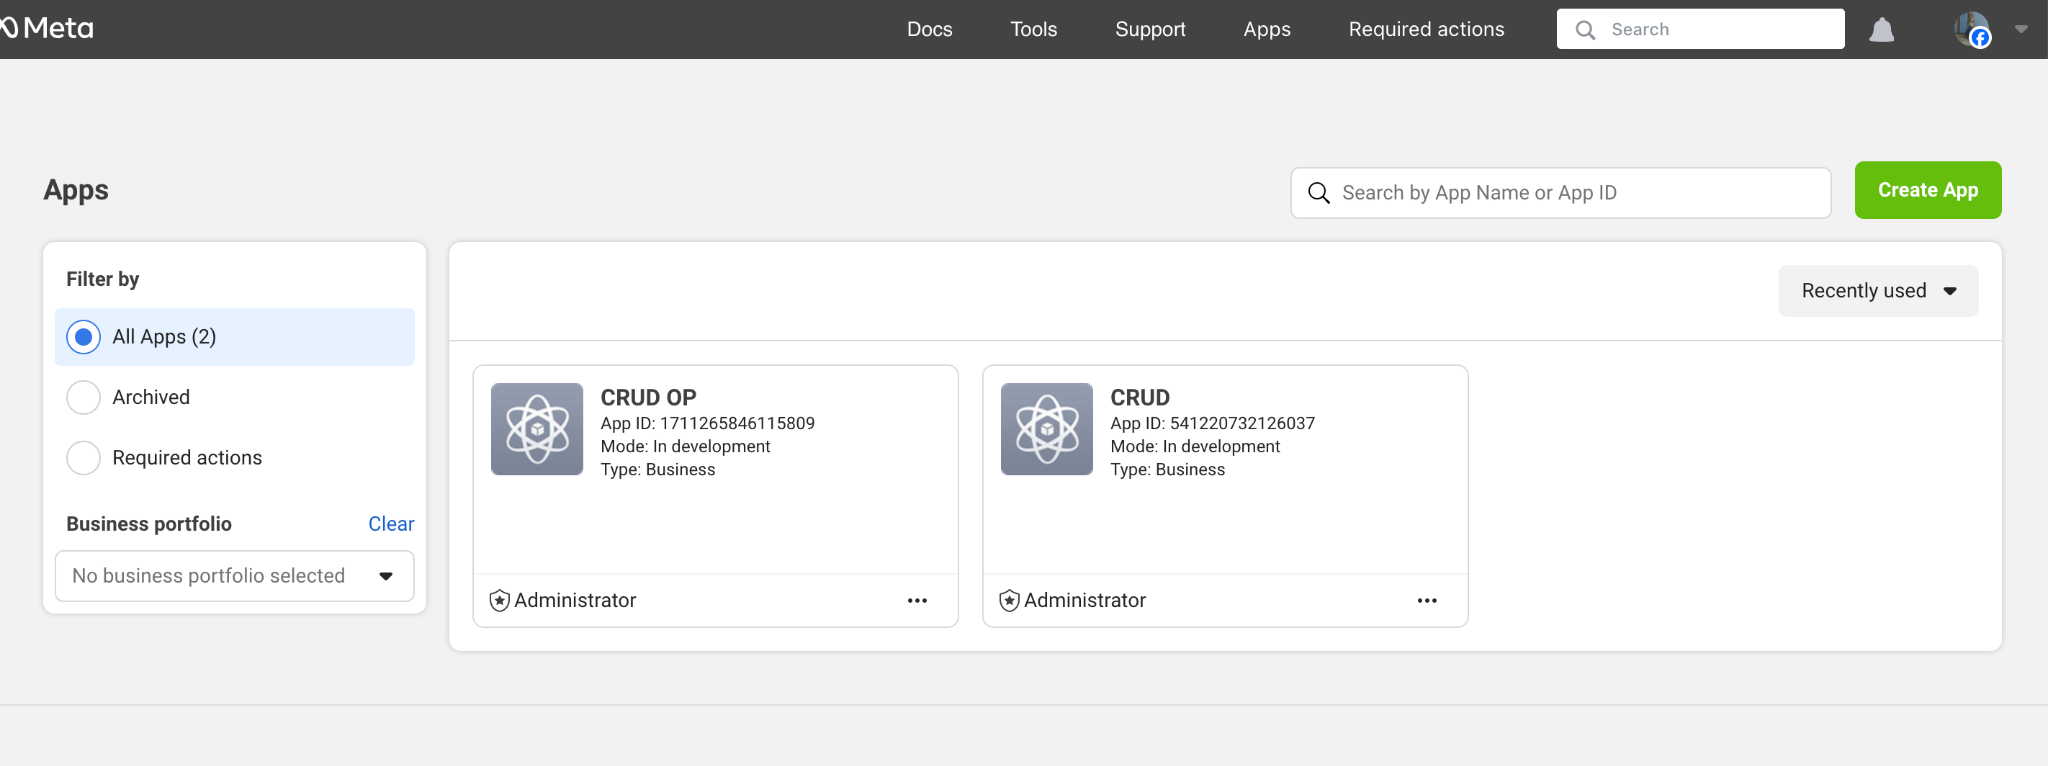 Meta
Docs
Tools
Support
Apps
Required actions
Search
Apps
Search by App Name or App ID
Create App
Filter by
All Apps (2)
Archived
Required actions
Business portfolio
Clear
No business portfolio selected
Recently used
CRUD OP
App ID: 1711265846115809
Mode: In development
Type: Business
Administrator
CRUD
App ID: 541220732126037
Mode: In development
Type: Business
Administrator